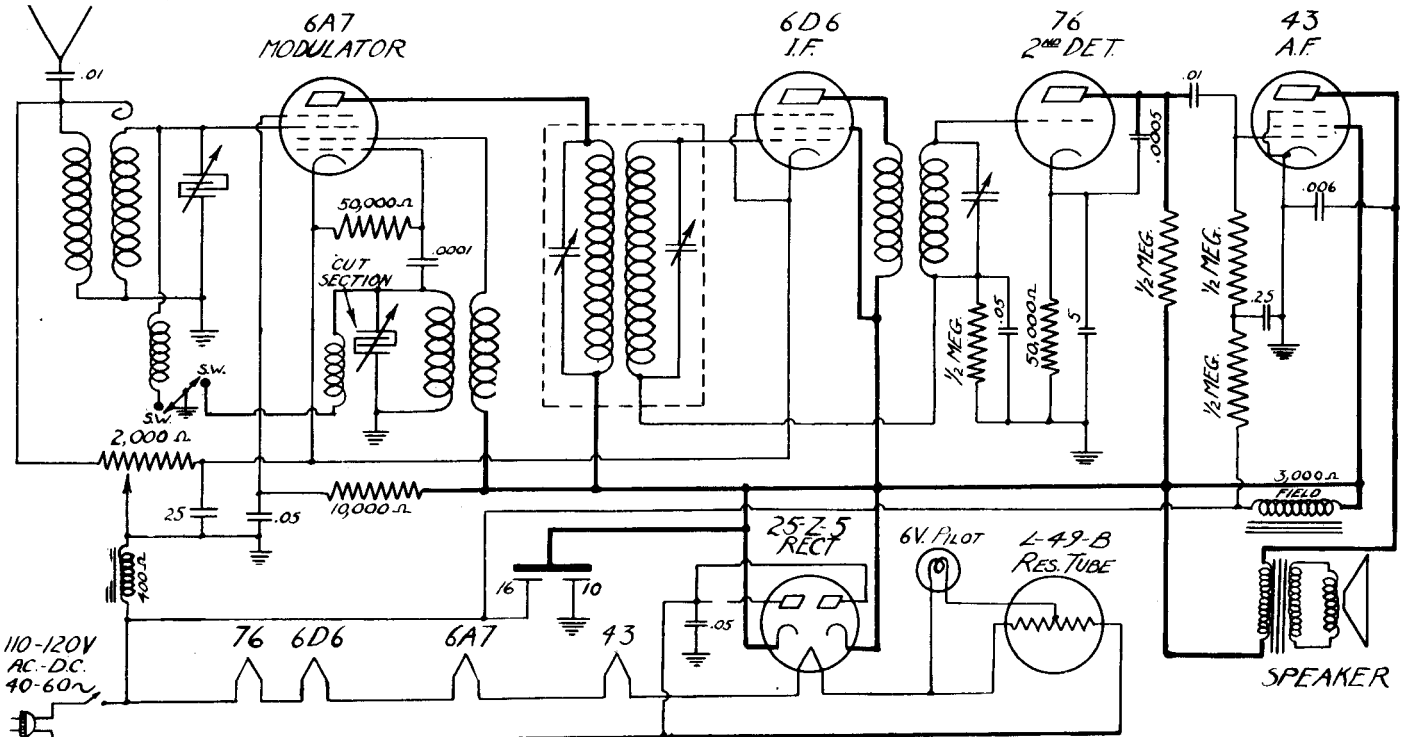 6A7
MODULATOR
6D6
I.F.
76
2ND DET.
43
A.F.
.01
.01
.0005
.006
50,000Ω
.0001
CUT
SECTION
½ MEG.
½ MEG.
.25
½ MEG.
.05
50,000Ω
.5
½ MEG.
S.W.
S.W.
2,000 Ω
25
.05
10,000Ω
3,000Ω
FIELD
400Ω
16
10
25-Z-5
RECT
.05
6V. PILOT
L-49-B
RES. TUBE
110-120V
AC.-D.C.
40-60~
76
6D6
6A7
43
SPEAKER